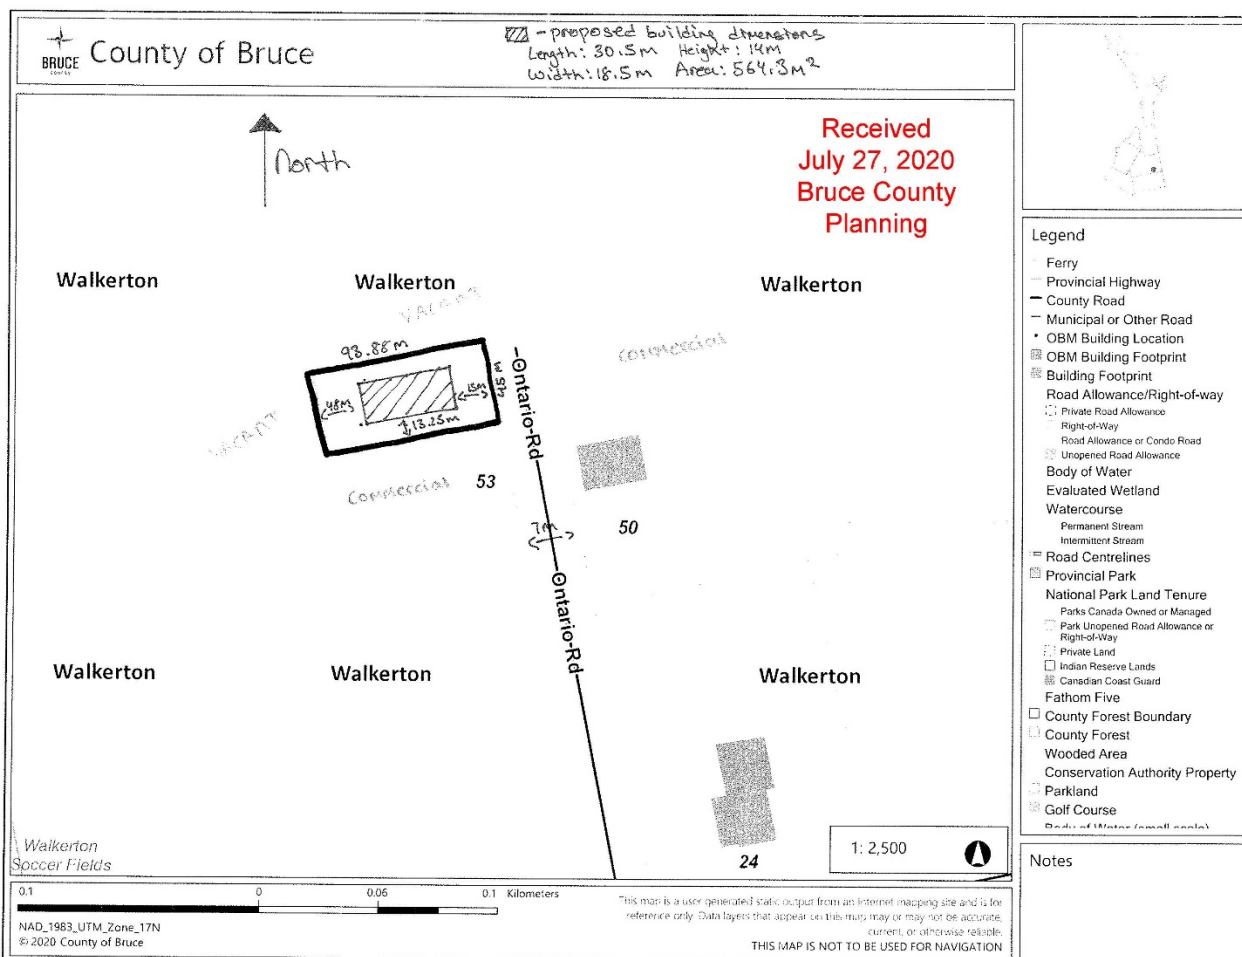 BRUCE
COUNTY
County of Bruce
- proposed building dimensions
Length: 30.5m Height: 14m
Width: 18.5m Area: 564.3m²
North
Received
July 27, 2020
Bruce County
Planning
Walkerton
Walkerton
Walkerton
VACANT
Commercial
93.88m
45m
48m
15m
13.25m
VACANT
Commercial
53
Ontario-Rd
50
7m
Ontario-Rd
Walkerton
Walkerton
Walkerton
24
Walkerton
Soccer Fields
1: 2,500
Legend
Ferry
Provincial Highway
County Road
Municipal or Other Road
OBM Building Location
OBM Building Footprint
Building Footprint
Road Allowance/Right-of-way
Private Road Allowance
Right-of-Way
Road Allowance or Condo Road
Unopened Road Allowance
Body of Water
Evaluated Wetland
Watercourse
Permanent Stream
Intermittent Stream
Road Centrelines
Provincial Park
National Park Land Tenure
Parks Canada Owned or Managed
Park Unopened Road Allowance or
Right-of-Way
Private Land
Indian Reserve Lands
Canadian Coast Guard
Fathom Five
County Forest Boundary
County Forest
Wooded Area
Conservation Authority Property
Parkland
Golf Course
Body of Water (small scale)
Notes
0.1 0 0.06 0.1 Kilometers
NAD_1983_UTM_Zone_17N
© 2020 County of Bruce
This map is a user generated static output from an Internet mapping site and is for
reference only. Data layers that appear on this map may or may not be accurate,
current, or otherwise reliable.
THIS MAP IS NOT TO BE USED FOR NAVIGATION